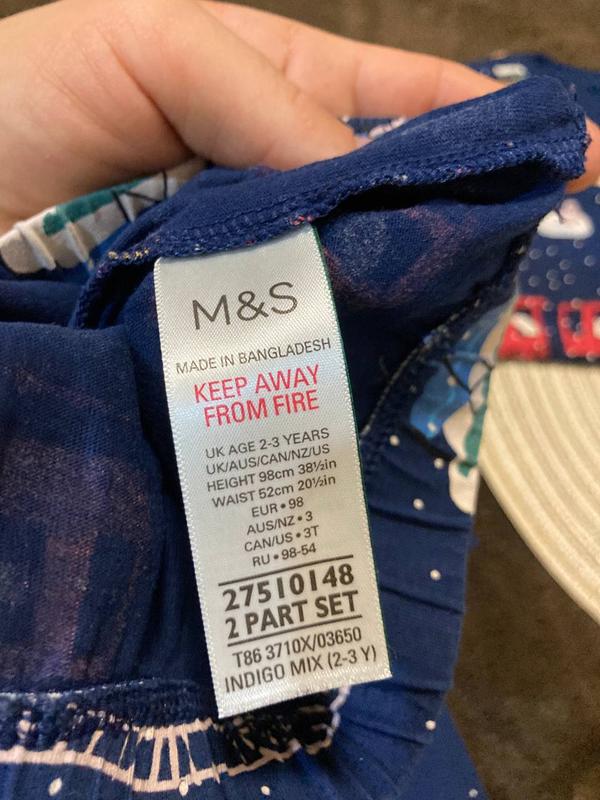 M&S
MADE IN BANGLADESH
KEEP AWAY
FROM FIRE
UK AGE 2-3 YEARS
UK/AUS/CAN/NZ/US
HEIGHT 98cm 38½in
WAIST 52cm 20½in
EUR•98
AUS/NZ•3
CAN/US•3T
RU•98-54
27510148
2 PART SET
T86 3710X/03650
INDIGO MIX (2-3 Y)